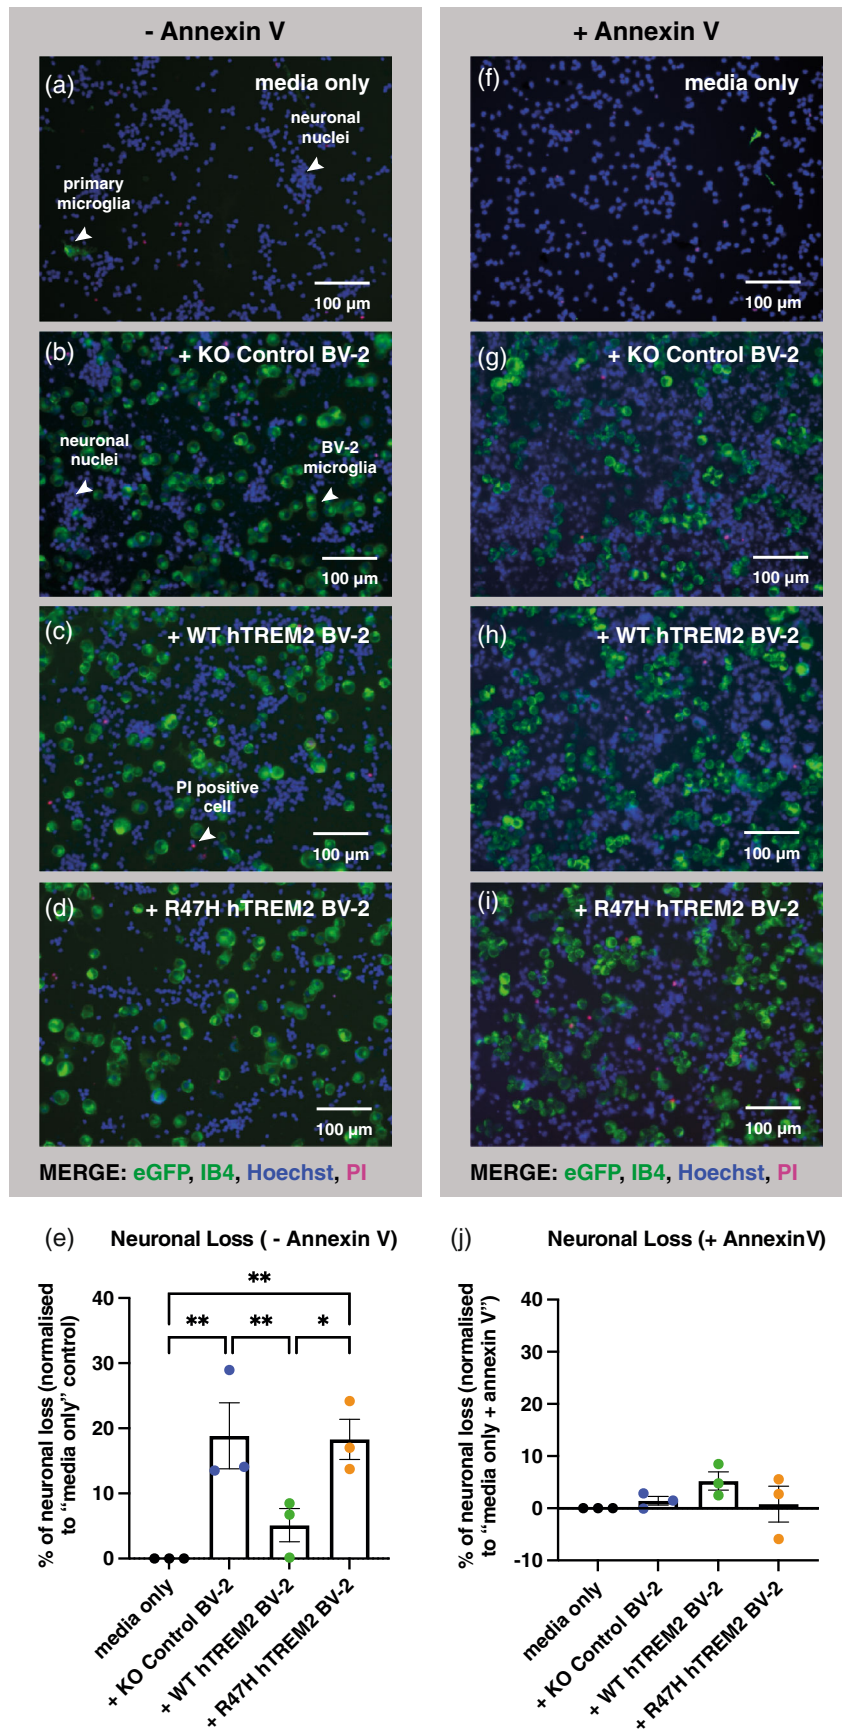 - Annexin V
(a)
media only
neuronal
nuclei
primary
microglia
100 µm
(b)
+ KO Control BV-2
neuronal
nuclei
BV-2
microglia
100 µm
(c)
+ WT hTREM2 BV-2
PI positive
cell
100 µm
(d)
+ R47H hTREM2 BV-2
100 µm
MERGE: eGFP, IB4, Hoechst, PI
+ Annexin V
(f)
media only
100 µm
(g)
+ KO Control BV-2
100 µm
(h)
+ WT hTREM2 BV-2
100 µm
(i)
+ R47H hTREM2 BV-2
100 µm
MERGE: eGFP, IB4, Hoechst, PI
(e)
Neuronal Loss ( - Annexin V)
% of neuronal loss (normalised
to “media only” control)
40
30
20
10
0
**
**
**
*
media only
+ KO Control BV-2
+ WT hTREM2 BV-2
+ R47H hTREM2 BV-2
(j)
Neuronal Loss (+ AnnexinV)
% of neuronal loss (normalised
to “media only + annexin V”)
40
30
20
10
0
-10
media only
+ KO Control BV-2
+ WT hTREM2 BV-2
+ R47H hTREM2 BV-2